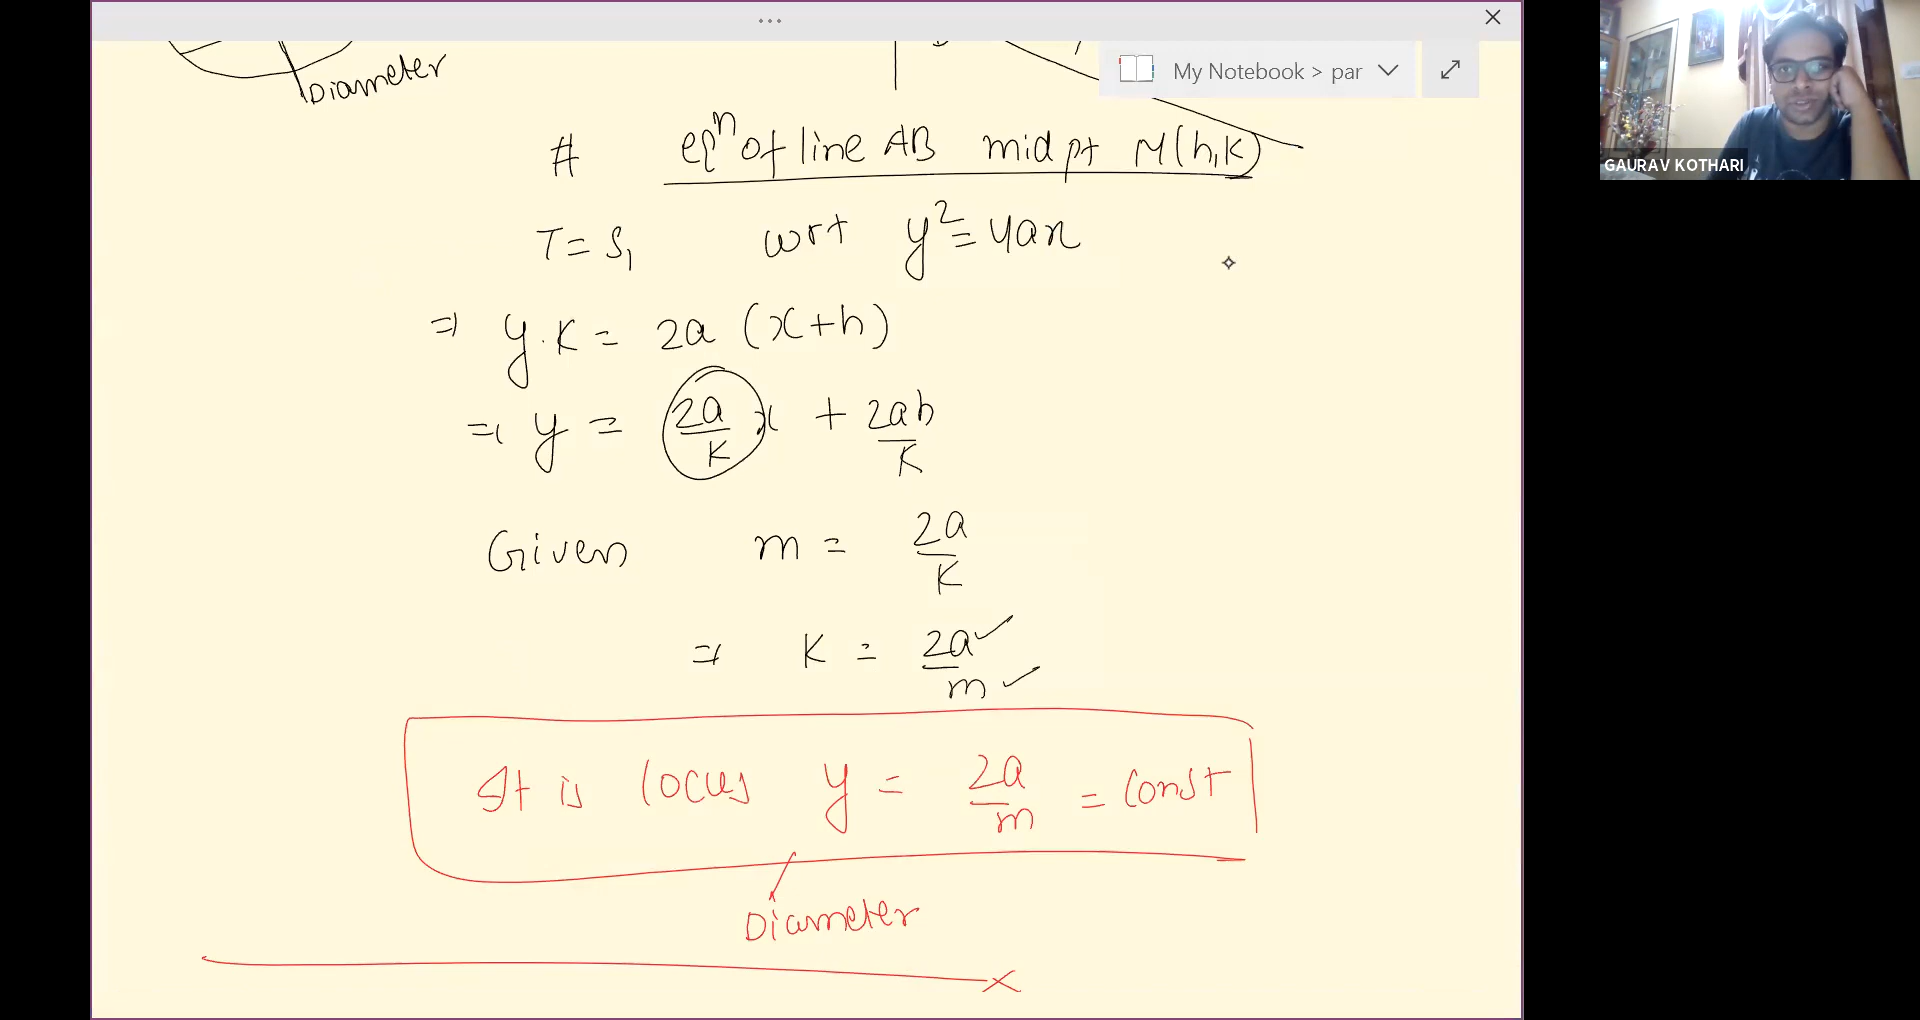 My Notebook > par
Diameter
# eqⁿ of line AB mid pt M(h,k)
T = S₁ wrt y² = 4ax
⇒ y.k = 2a (x+h)
⇒ y = 2a/k x + 2ah/k
Given m = 2a/k
⇒ k = 2a/m
It is locus y = 2a/m = const
Diameter
GAURAV KOTHARI